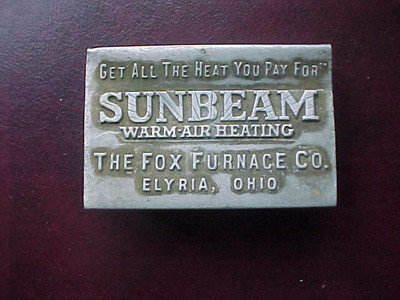 GET ALL THE HEAT YOU PAY FOR"
SUNBEAM
WARM-AIR HEATING
THE FOX FURNACE CO.
ELYRIA, OHIO